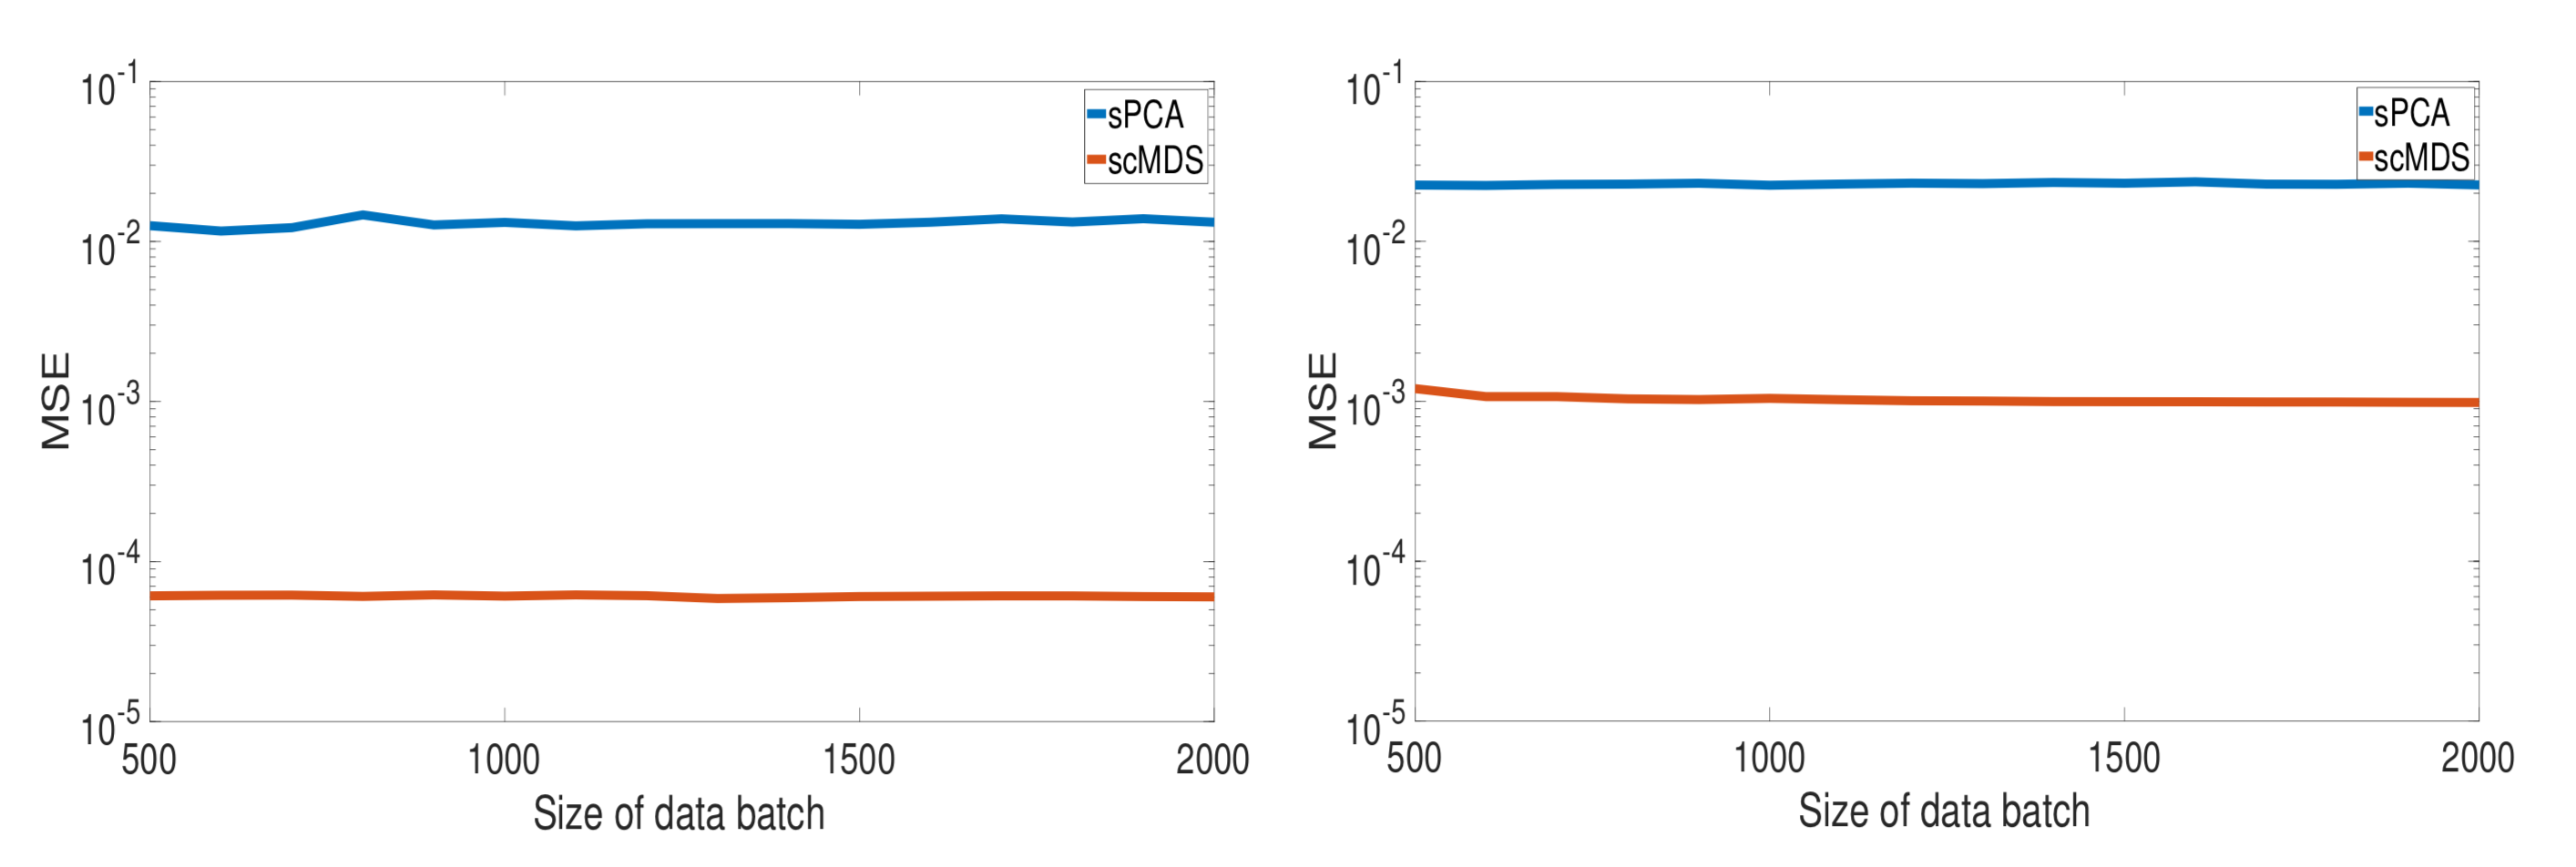 10^-1
sPCA
scMDS
10^-2
MSE
10^-3
10^-4
10^-5
500
1000
1500
2000
Size of data batch
10^-1
sPCA
scMDS
10^-2
MSE
10^-3
10^-4
10^-5
500
1000
1500
2000
Size of data batch